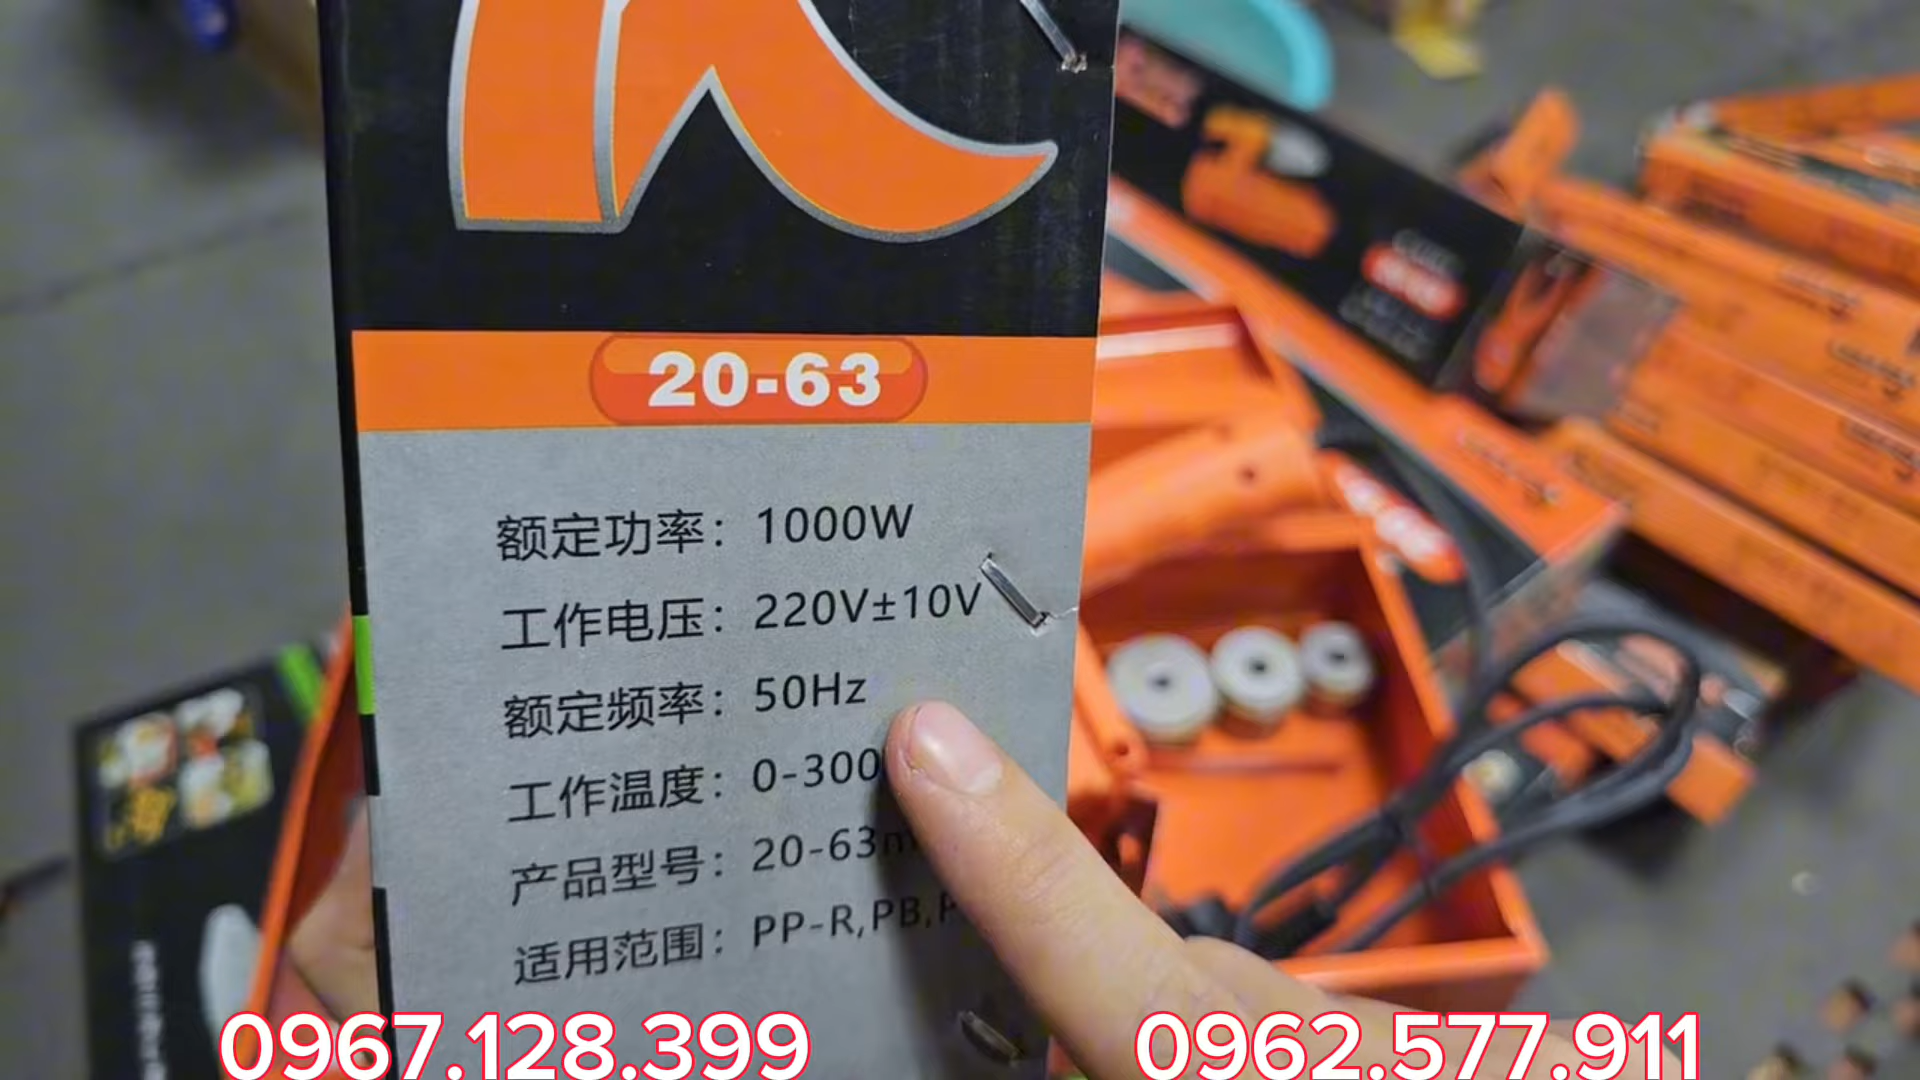 20-63
额定功率：1000W
工作电压：220V±10V
额定频率：50Hz
工作温度：0-300
产品型号：20-63m
适用范围：PP-R,PB,
0967.128.399
0962.577.911